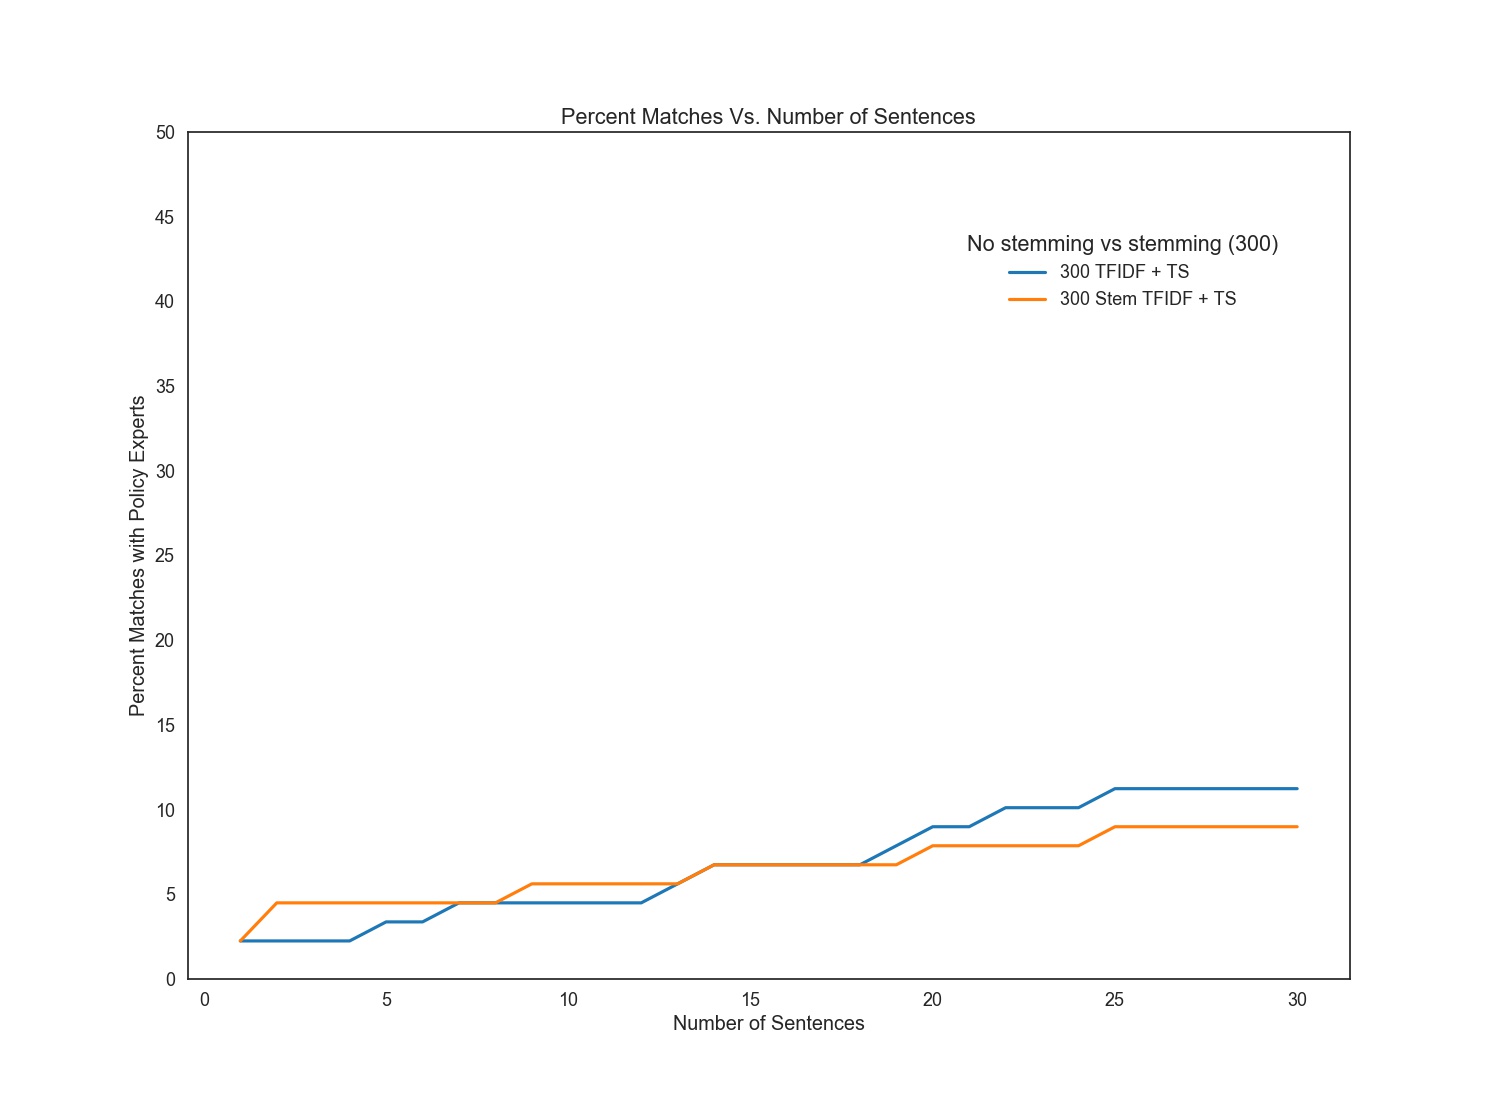 Percent Matches Vs. Number of Sentences
50
45
40
35
30
25
20
15
10
5
0
Percent Matches with Policy Experts
No stemming vs stemming (300)
300 TFIDF + TS
300 Stem TFIDF + TS
0 5 10 15 20 25 30
Number of Sentences